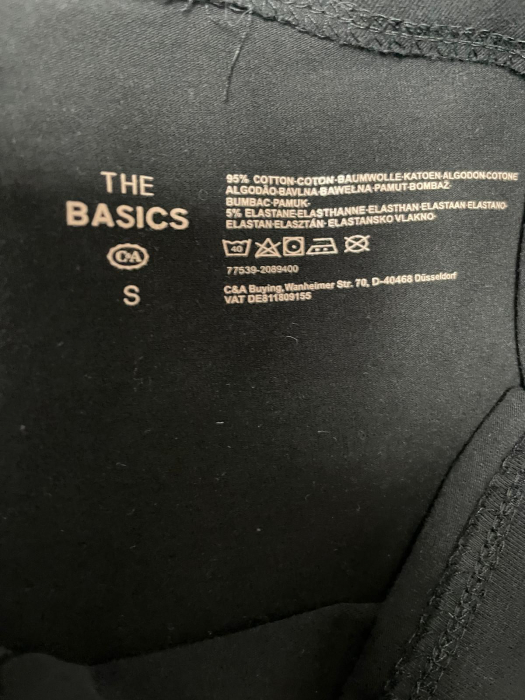 THE
BASICS
C&A
S
95% COTTON-COTON-BAUMWOLLE-KATOEN-ALGODON-COTONE
ALGODÃO-BAVLNA-BAWEŁNA-PAMUT-BOMBAŽ-
BUMBAC-PAMUK-
5% ELASTANE-ELASTHANNE-ELASTHAN-ELASTAAN-ELASTANO-
ELASTAN-ELASZTÁN- ELASTANSKO VLAKNO-
40
77539-2089400
C&A Buying,Wanheimer Str. 70, D-40468 Düsseldorf
VAT DE811809155